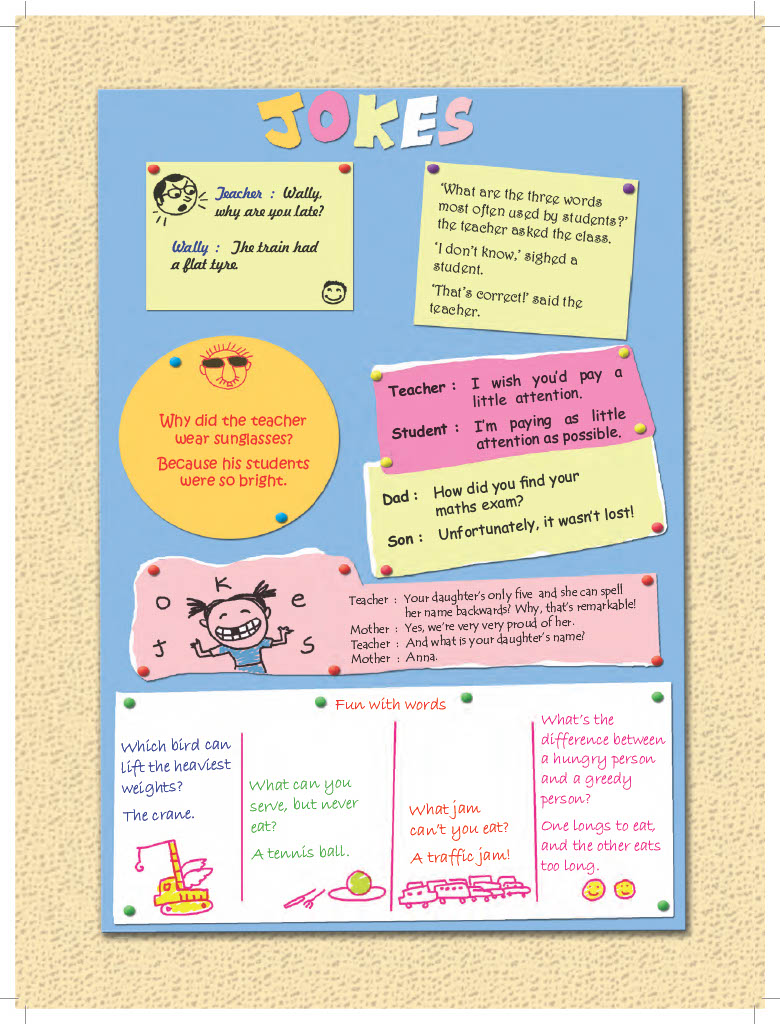 JOKES
Teacher : Wally,
why are you late?
Wally : The train had
a flat tyre.
'What are the three words
most often used by students?'
the teacher asked the class.
'I don't know,' sighed a
student.
'That's correct!' said the
teacher.
Why did the teacher
wear sunglasses?
Because his students
were so bright.
Teacher : I wish you'd pay a
little attention.
Student : I'm paying as little
attention as possible.
Dad : How did you find your
maths exam?
Son : Unfortunately, it wasn't lost!
J O K e S
Teacher : Your daughter's only five and she can spell
her name backwards? Why, that's remarkable!
Mother : Yes, we're very very proud of her.
Teacher : And what is your daughter's name?
Mother : Anna.
Fun with words
Which bird can
lift the heaviest
weights?
The crane.
What can you
serve, but never
eat?
A tennis ball.
What jam
can't you eat?
A traffic jam!
What's the
difference between
a hungry person
and a greedy
person?
One longs to eat,
and the other eats
too long.